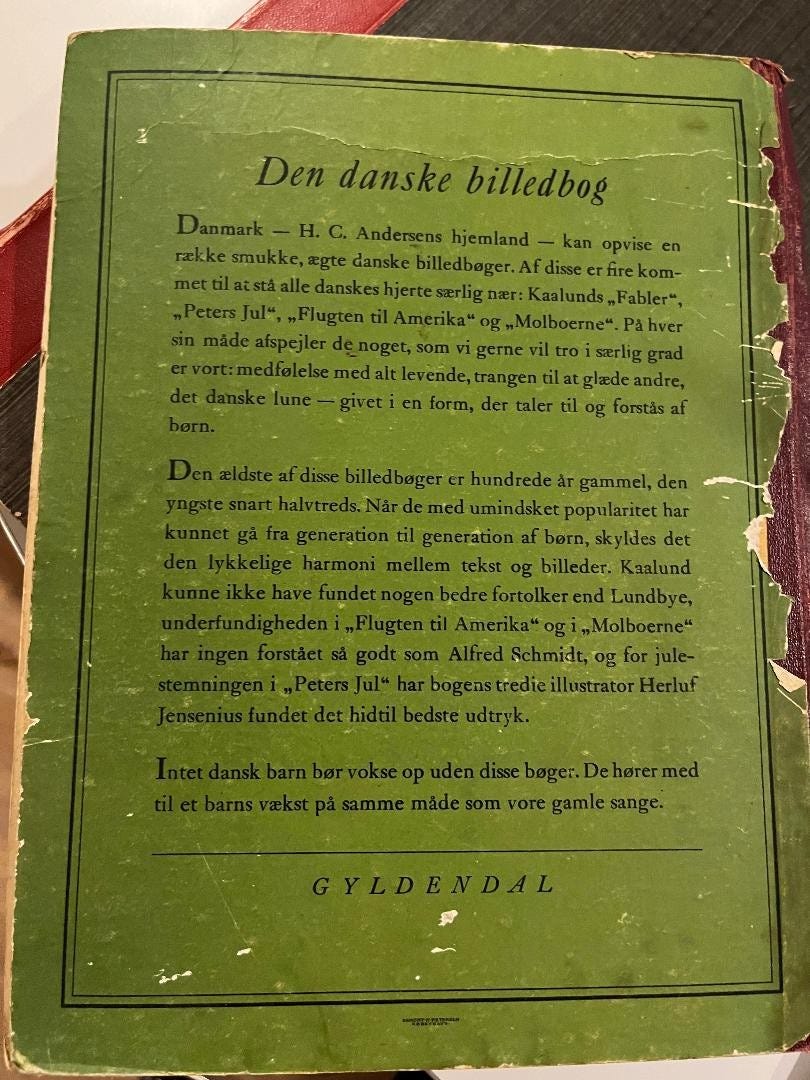 Den danske billedbog
Danmark — H. C. Andersens hjemland — kan opvise en
række smukke, ægte danske billedbøger. Af disse er fire kom-
met til at stå alle danskes hjerte særlig nær: Kaalunds „Fabler“,
„Peters Jul“, „Flugten til Amerika“ og „Molboerne“. På hver
sin måde afspejler de noget, som vi gerne vil tro i særlig grad
er vort: medfølelse med alt levende, trangen til at glæde andre,
det danske lune — givet i en form, der taler til og forstås af
børn.
Den ældste af disse billedbøger er hundrede år gammel, den
yngste snart halvtreds. Når de med umindsket popularitet har
kunnet gå fra generation til generation af børn, skyldes det
den lykkelige harmoni mellem tekst og billeder. Kaalund
kunne ikke have fundet nogen bedre fortolker end Lundbye,
underfundigheden i „Flugten til Amerika“ og i „Molboerne“
har ingen forstået så godt som Alfred Schmidt, og for jule-
stemningen i „Peters Jul“ har bogens tredie illustrator Herluf
Jensenius fundet det hidtil bedste udtryk.
Intet dansk barn bør vokse op uden disse bøger. De hører med
til et barns vækst på samme måde som vore gamle sange.
GYLDENDAL